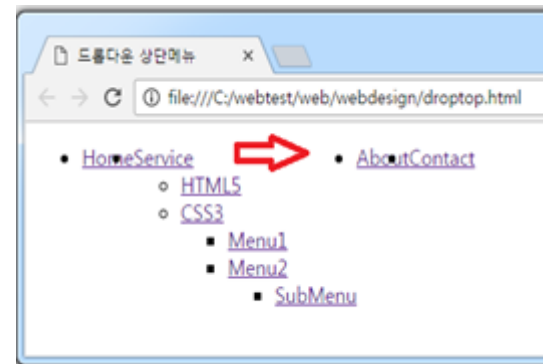 드롭다운 상단메뉴
file:///C:/webtest/web/webdesign/droptop.html
HomeService AboutContact
HTML5
CSS3
Menu1
Menu2
SubMenu